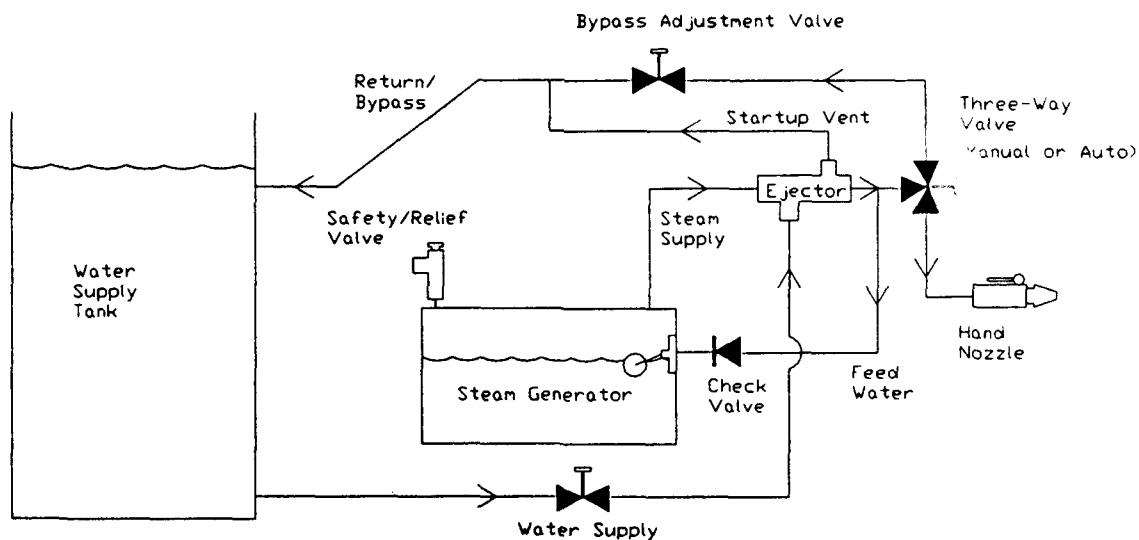 Bypass Adjustment Valve
Return/
Bypass
Startup Vent
Three-Way
Valve
Manual or Auto)
Ejector
Safety/Relief
Valve
Steam
Supply
Water
Supply
Tank
Hand
Nozzle
Steam Generator
Check
Valve
Feed
Water
Water Supply